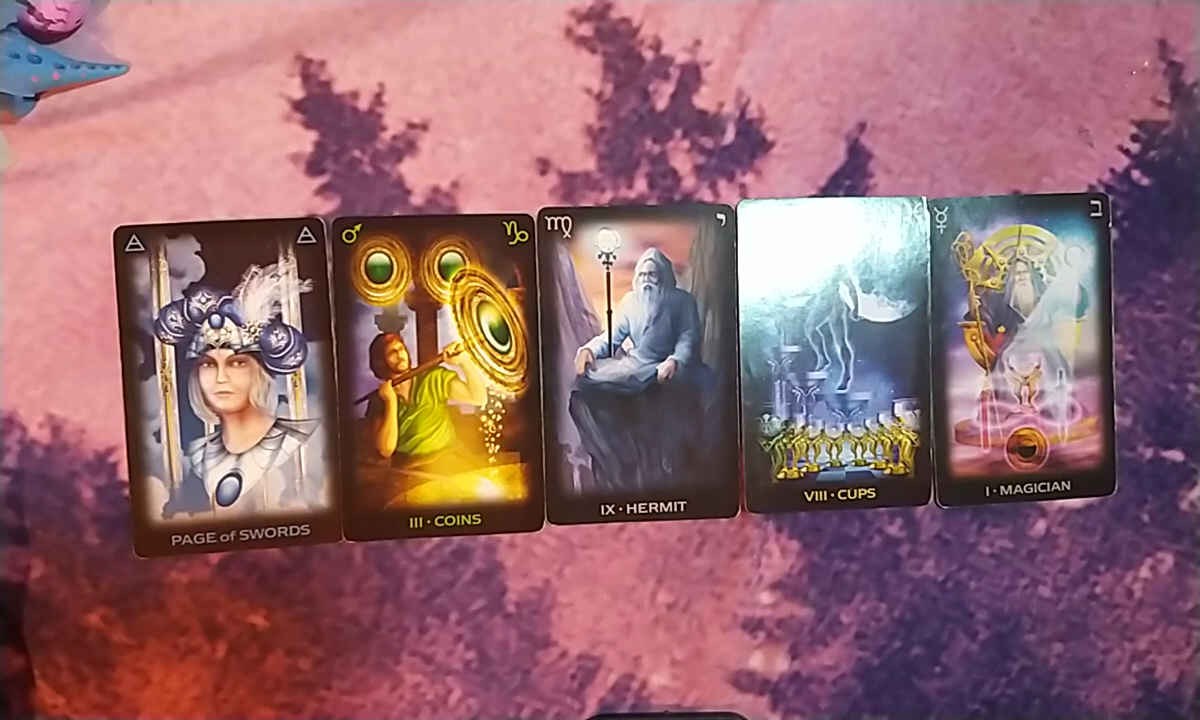 PAGE of SWORDS
III · COINS
IX · HERMIT
VIII · CUPS
I · MAGICIAN
♂ ♑
♍ י
☿ ב